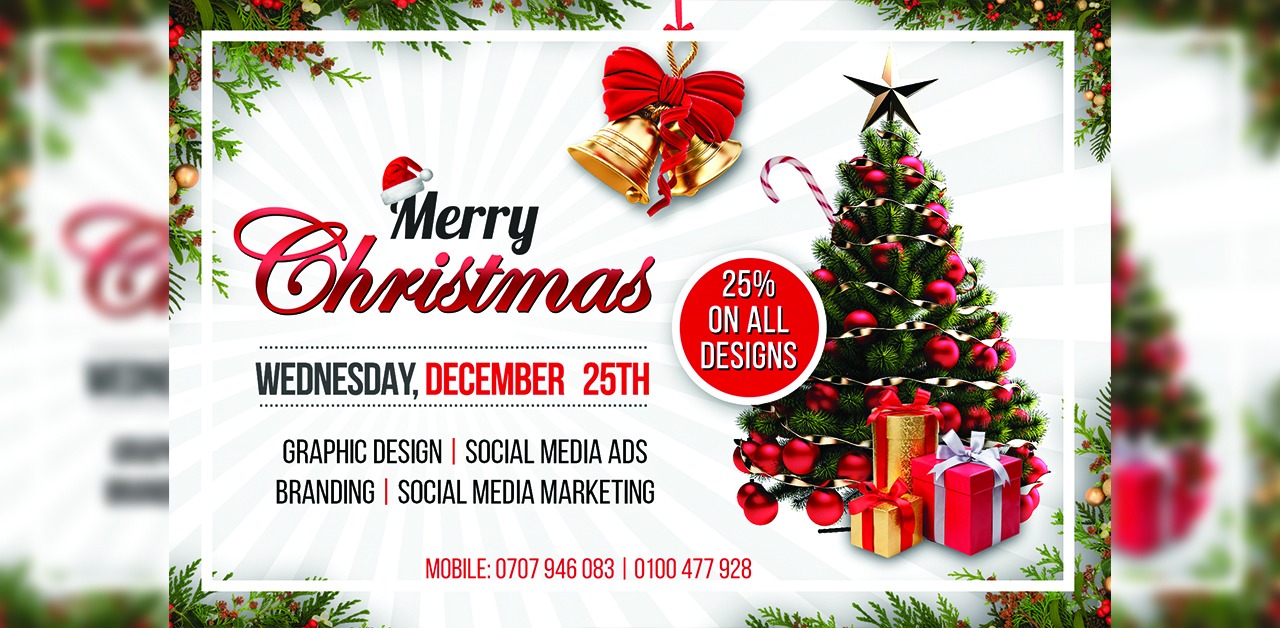 Merry
Christmas
WEDNESDAY, DECEMBER 25TH
GRAPHIC DESIGN | SOCIAL MEDIA ADS
BRANDING | SOCIAL MEDIA MARKETING
25%
ON ALL
DESIGNS
MOBILE: 0707 946 083 | 0100 477 928